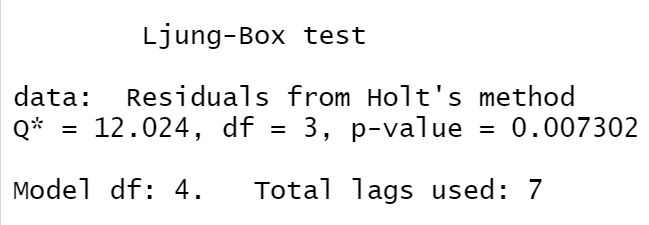 Ljung-Box test
data:  Residuals from Holt's method
Q* = 12.024, df = 3, p-value = 0.007302
Model df: 4.   Total lags used: 7